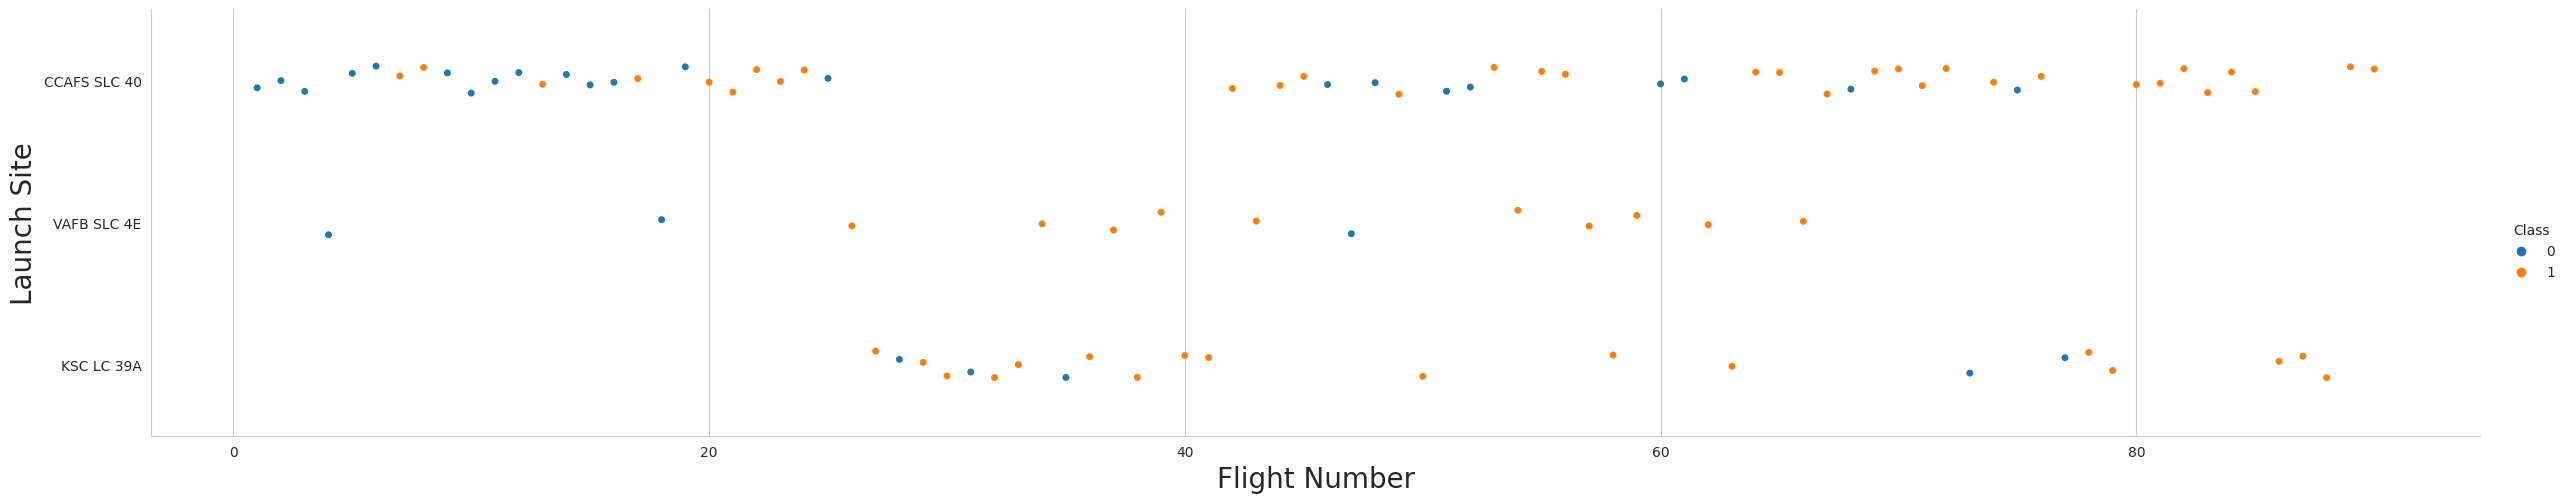 CCAFS SLC 40
VAFB SLC 4E
KSC LC 39A
Launch Site
0 20 40 60 80
Flight Number
Class
0
1